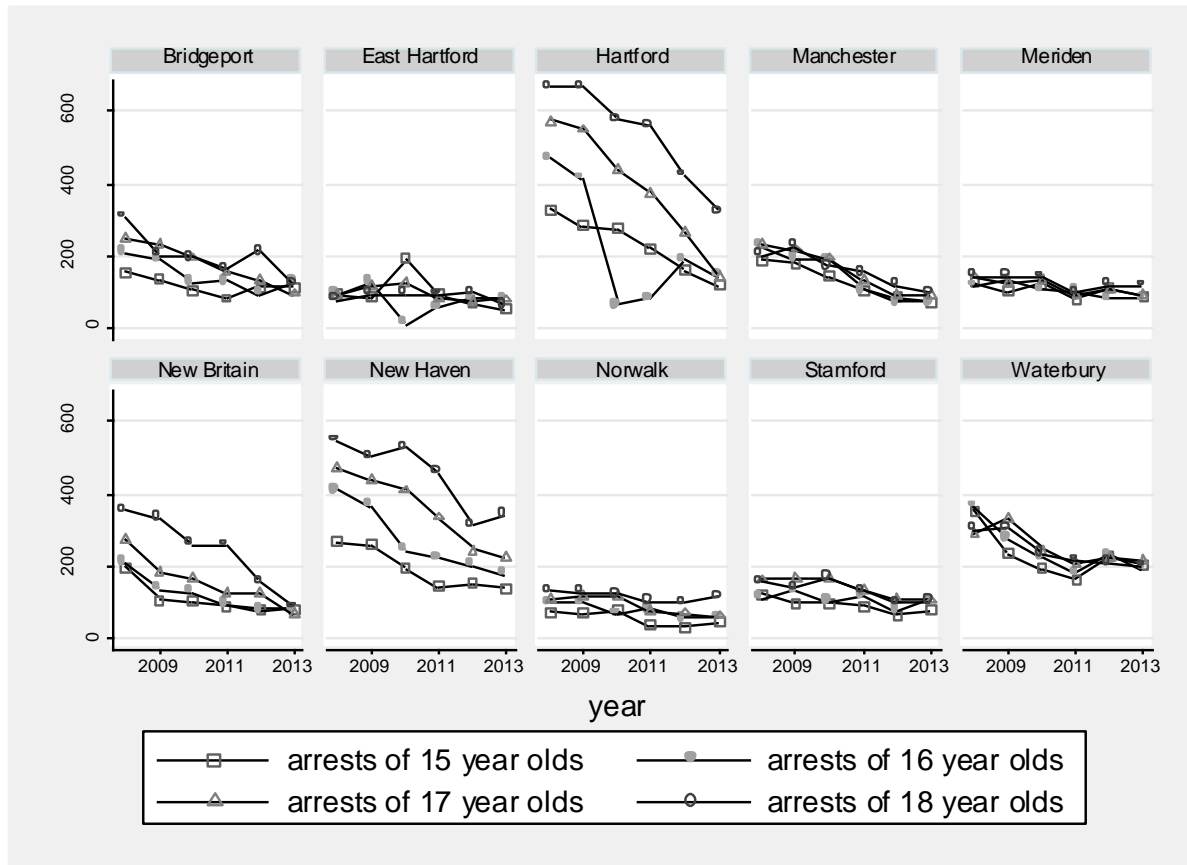 Bridgeport East Hartford Hartford Manchester Meriden
600
400
200
0
New Britain New Haven Norwalk Stamford Waterbury
600
400
200
0
2009 2011 2013 2009 2011 2013 2009 2011 2013 2009 2011 2013 2009 2011 2013
year
arrests of 15 year olds arrests of 16 year olds
arrests of 17 year olds arrests of 18 year olds